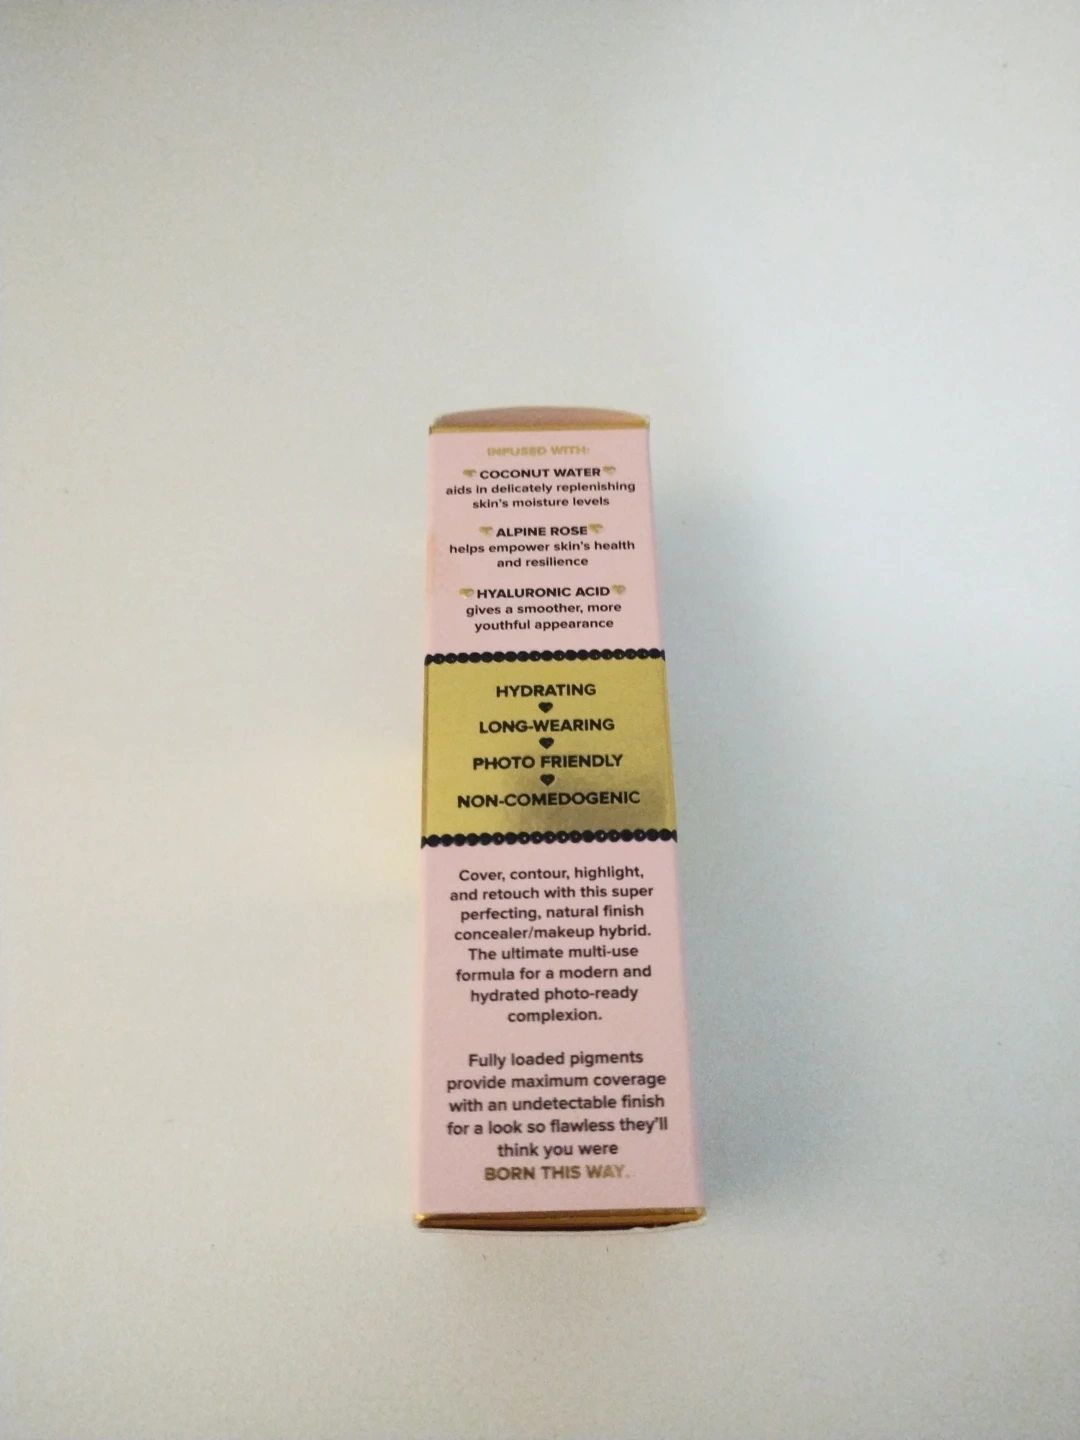 INFUSED WITH:
COCONUT WATER
aids in delicately replenishing
skin's moisture levels
ALPINE ROSE
helps empower skin's health
and resilience
HYALURONIC ACID
gives a smoother, more
youthful appearance
HYDRATING
LONG-WEARING
PHOTO FRIENDLY
NON-COMEDOGENIC
Cover, contour, highlight,
and retouch with this super
perfecting, natural finish
concealer/makeup hybrid.
The ultimate multi-use
formula for a modern and
hydrated photo-ready
complexion.
Fully loaded pigments
provide maximum coverage
with an undetectable finish
for a look so flawless they'll
think you were
BORN THIS WAY.